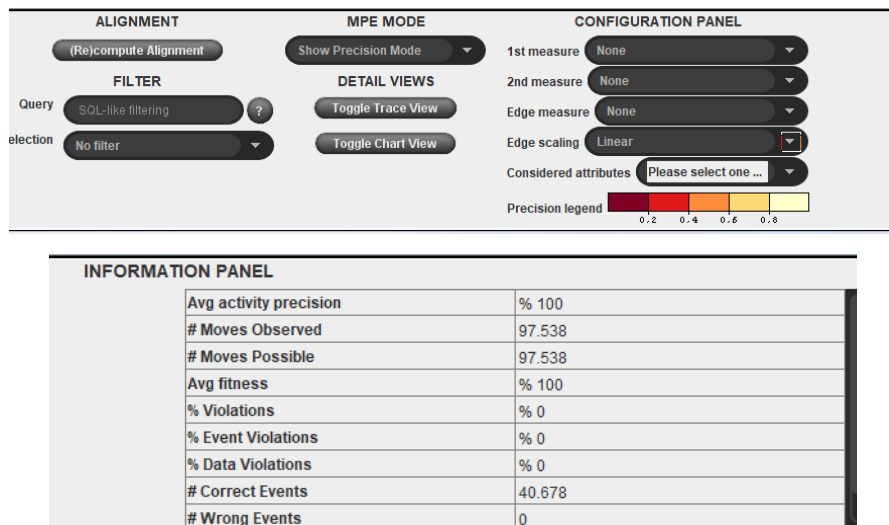 ALIGNMENT
(Re)compute Alignment
FILTER
Query SQL-like filtering ?
election No filter
MPE MODE
Show Precision Mode
DETAIL VIEWS
Toggle Trace View
Toggle Chart View
CONFIGURATION PANEL
1st measure None
2nd measure None
Edge measure None
Edge scaling Linear
Considered attributes Please select one ...
Precision legend
0,2 0,4 0,6 0,8
INFORMATION PANEL
Avg activity precision % 100
# Moves Observed 97.538
# Moves Possible 97.538
Avg fitness % 100
% Violations % 0
% Event Violations % 0
% Data Violations % 0
# Correct Events 40.678
# Wrong Events 0